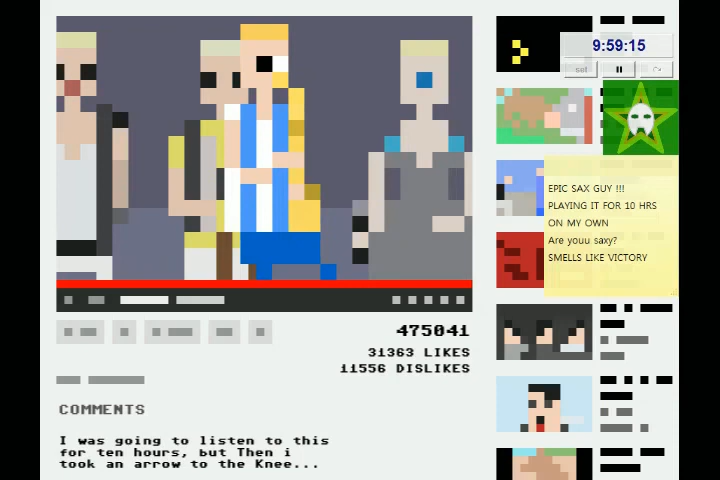 9:59:15
set
EPIC SAX GUY !!!
PLAYING IT FOR 10 HRS
ON MY OWN
Are youu saxy?
SMELLS LIKE VICTORY
475041
31363 LIKES
11556 DISLIKES
COMMENTS
I was going to listen to this
for ten hours, but Then i
took an arrow to the Knee...